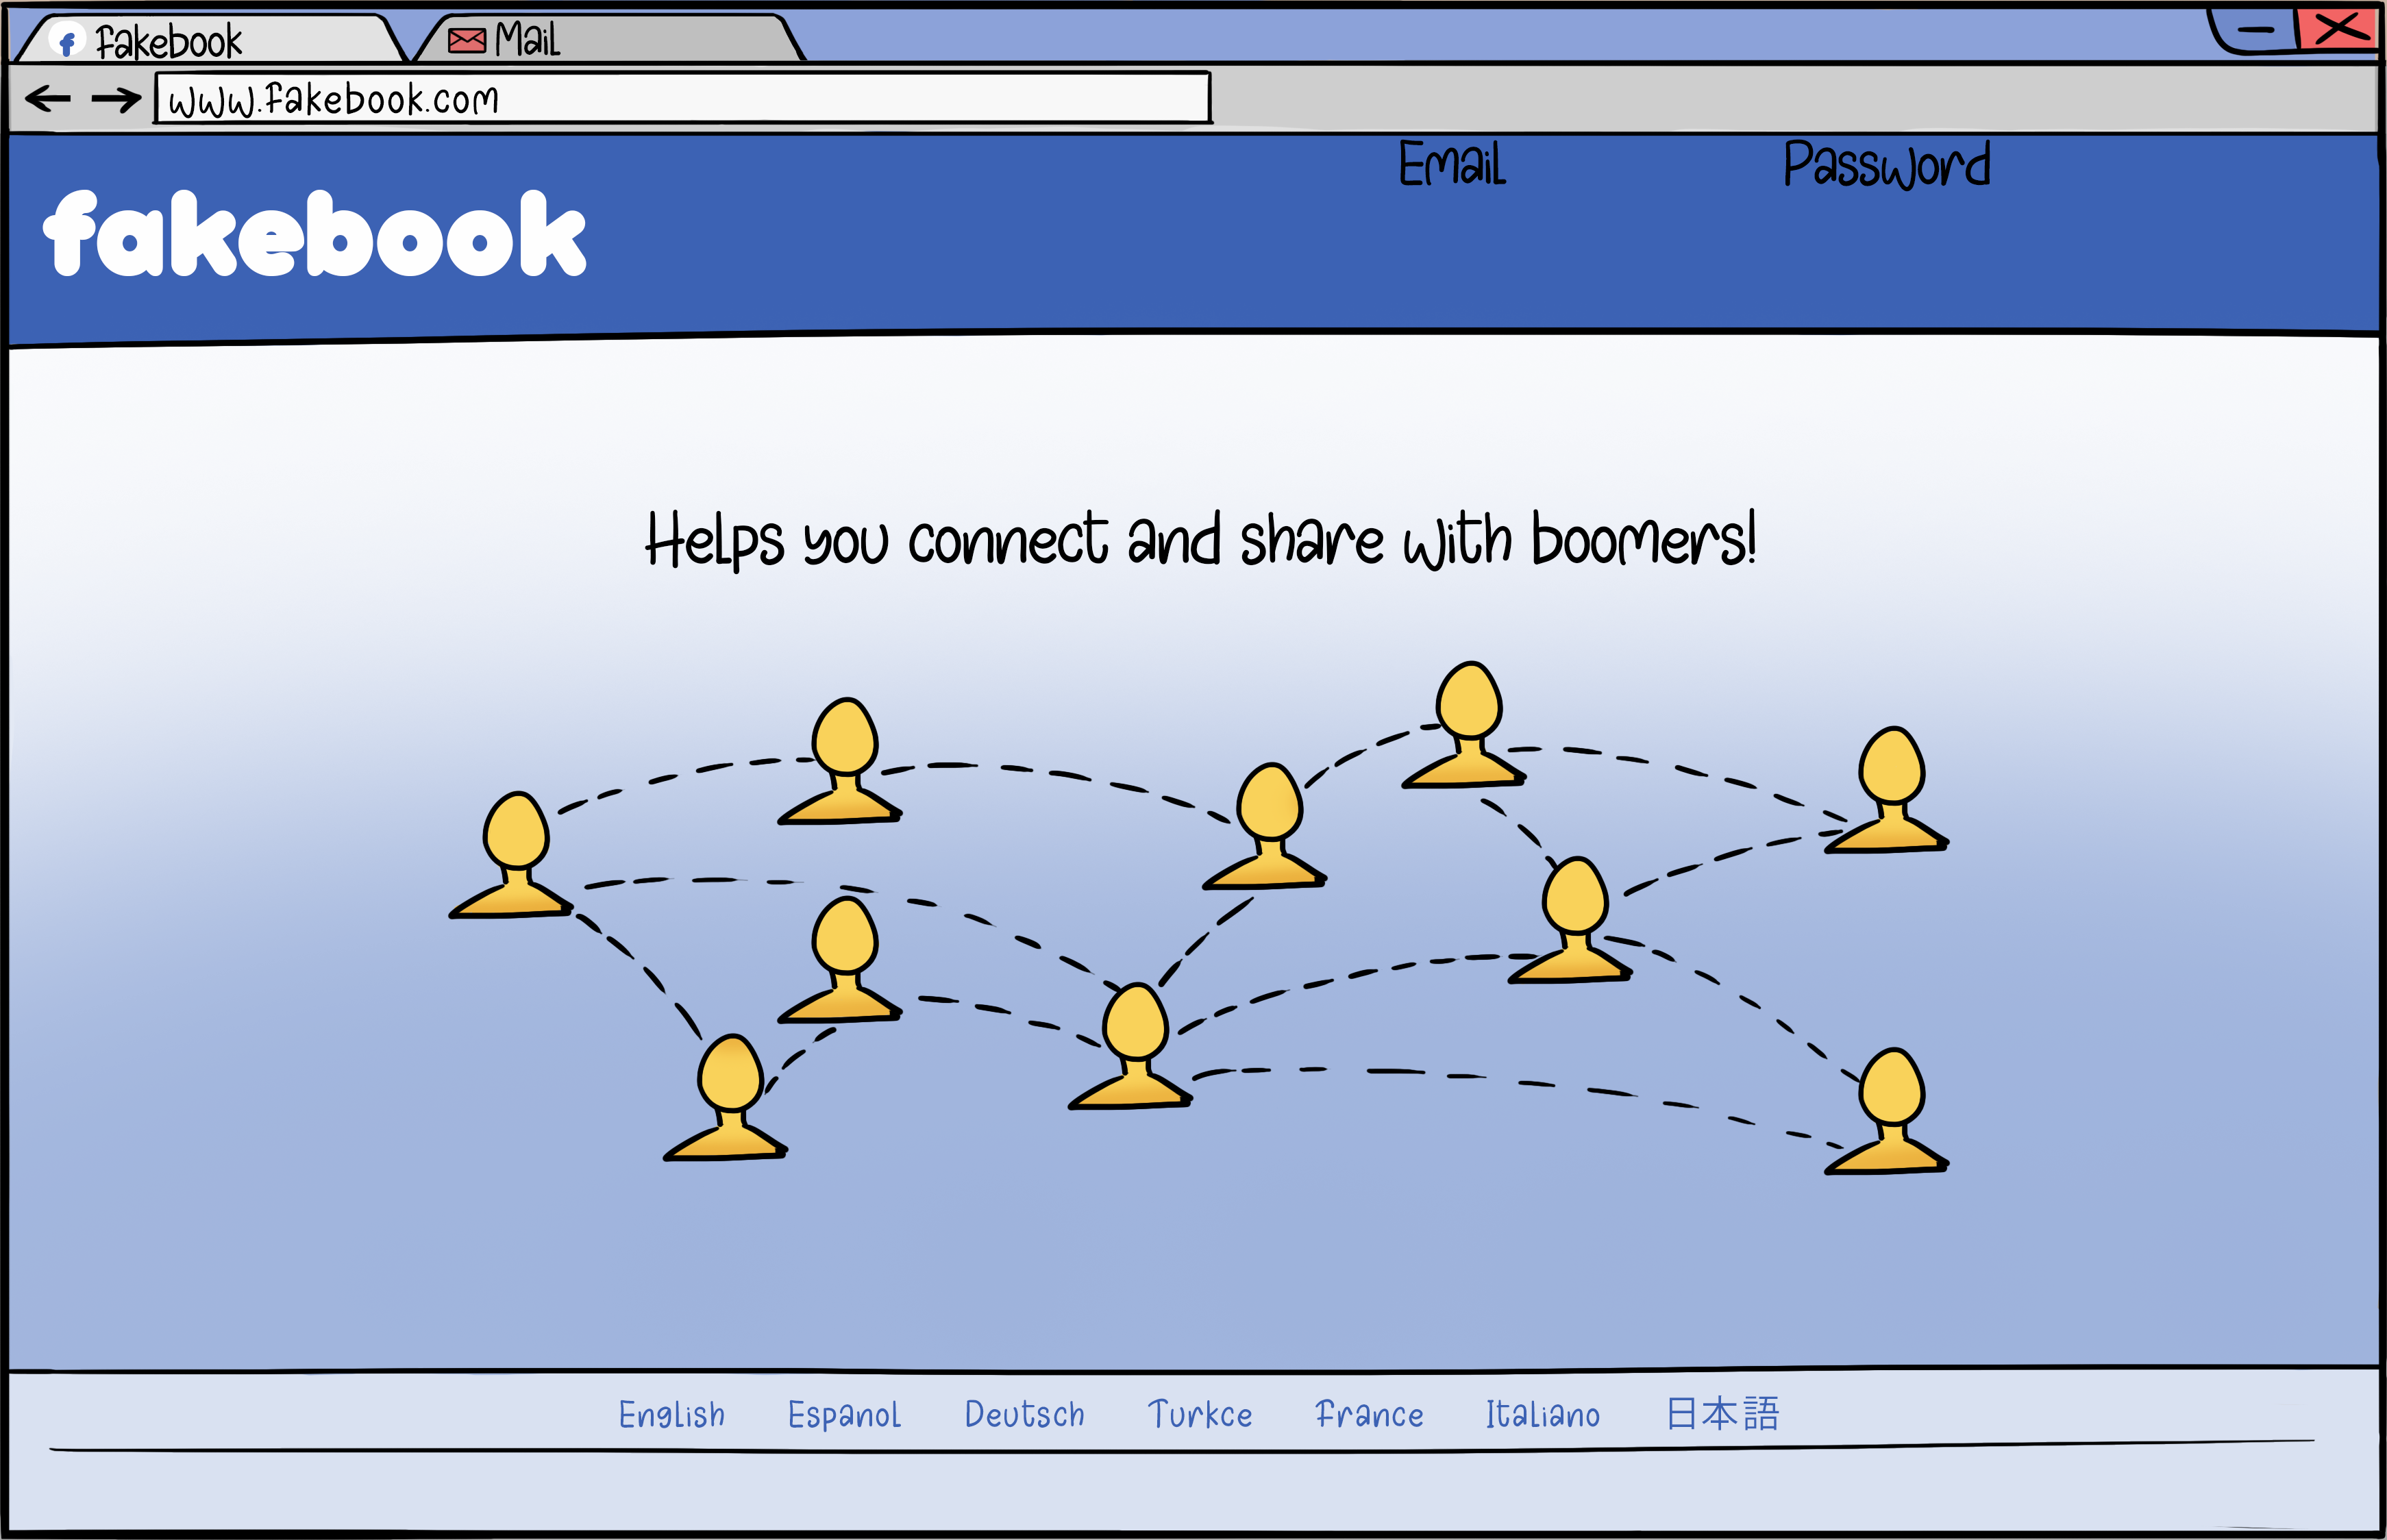 f fakebook Mail
www.fakebook.com
Email Password
fakebook
Helps you connect and share with boomers!
English Espanol Deutsch Turkce France Italiano 日本語